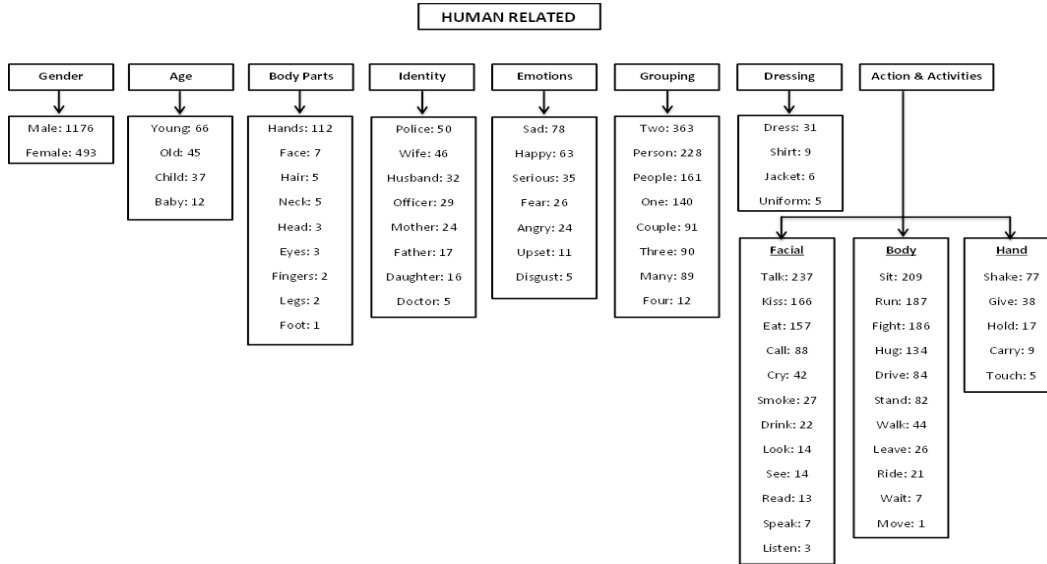 HUMAN RELATED
Gender
Male: 1176
Female: 493
Age
Young: 66
Old: 45
Child: 37
Baby: 12
Body Parts
Hands: 112
Face: 7
Hair: 5
Neck: 5
Head: 3
Eyes: 3
Fingers: 2
Legs: 2
Foot: 1
Identity
Police: 50
Wife: 46
Husband: 32
Officer: 29
Mother: 24
Father: 17
Daughter: 16
Doctor: 5
Emotions
Sad: 78
Happy: 63
Serious: 35
Fear: 26
Angry: 24
Upset: 11
Disgust: 5
Grouping
Two: 363
Person: 228
People: 161
One: 140
Couple: 91
Three: 90
Many: 89
Four: 12
Dressing
Dress: 31
Shirt: 9
Jacket: 6
Uniform: 5
Action & Activities
Facial
Talk: 237
Kiss: 166
Eat: 157
Call: 88
Cry: 42
Smoke: 27
Drink: 22
Look: 14
See: 14
Read: 13
Speak: 7
Listen: 3
Body
Sit: 209
Run: 187
Fight: 186
Hug: 134
Drive: 84
Stand: 82
Walk: 44
Leave: 26
Ride: 21
Wait: 7
Move: 1
Hand
Shake: 77
Give: 38
Hold: 17
Carry: 9
Touch: 5